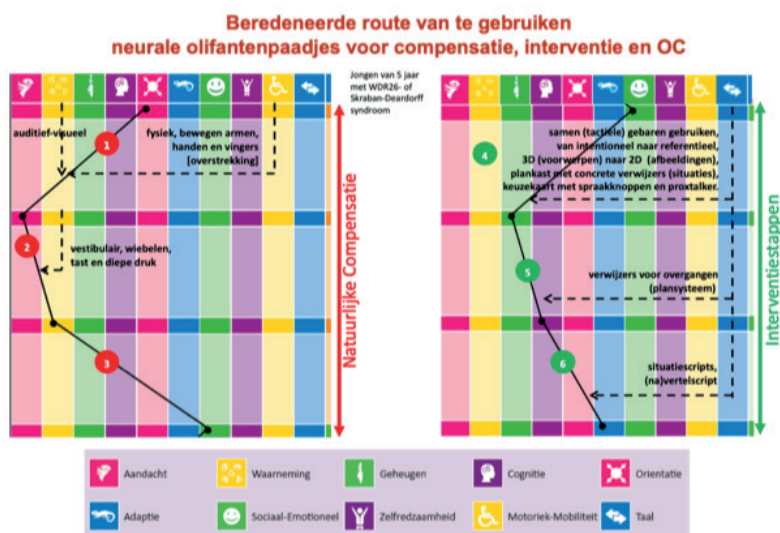 Beredeneerde route van te gebruiken
neurale olifantenpaadjes voor compensatie, interventie en OC
Jongen van 5 jaar
met WDR26- of
Skraban-Deardorff
syndroom
auditief-visueel
fysiek, bewegen armen,
handen en vingers
[overstrekking]
1
2
vestibulair, wiebelen,
tast en diepe druk
3
Natuurlijke Compensatie
samen (tactiele) gebaren gebruiken,
van intentioneel naar referentieel,
3D (voorwerpen) naar 2D (afbeeldingen),
plankast met concrete verwijzers (situaties),
keuzekaart met spraakknoppen en proxtalker.
4
5
verwijzers voor overgangen
(plansysteem)
6
situatiescripts,
(na)vertelscript
Interventiestappen
Aandacht
Waarneming
Geheugen
Cognitie
Orientatie
Adaptie
Sociaal-Emotioneel
Zelfredzaamheid
Motoriek-Mobiliteit
Taal